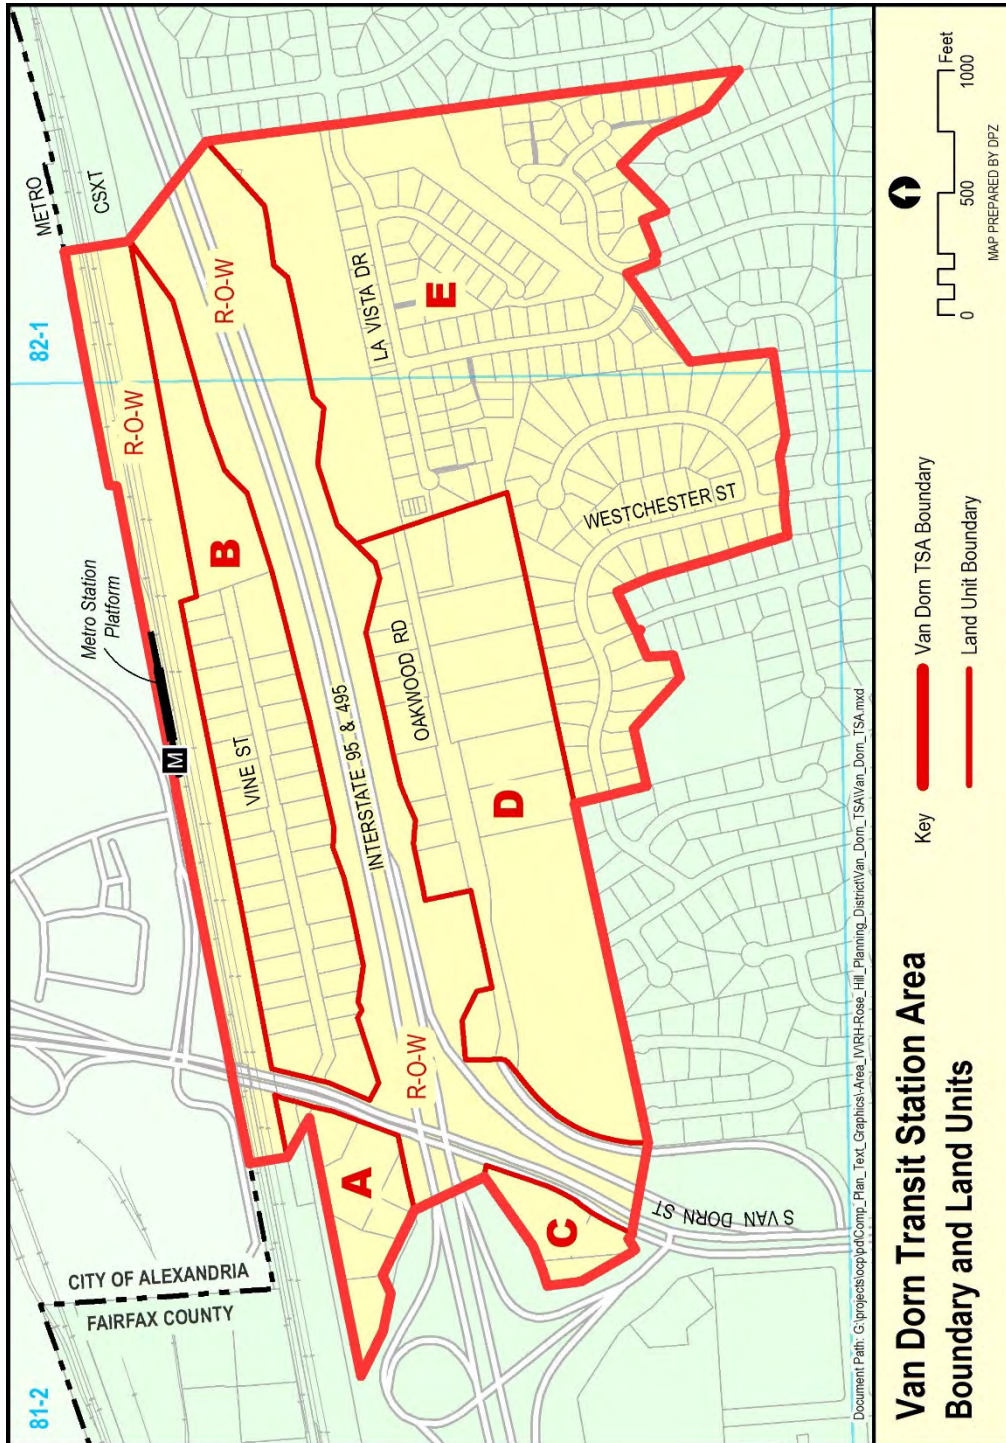 81-2
82-1
METRO
CSXT
CITY OF ALEXANDRIA
FAIRFAX COUNTY
Metro Station
Platform
M
R-O-W
B
VINE ST
R-O-W
INTERSTATE 95 & 495
A
R-O-W
LA VISTA DR
E
OAKWOOD RD
D
C
WESTCHESTER ST
S VAN DORN ST
Document Path: G:\projects\ocp\pd\Comp_Plan_Text_Graphics\-Area_IV\RH-Rose_Hill_Planning_District\Van_Dorn_TSA\Van_Dorn_TSA.mxd
Van Dorn Transit Station Area
Boundary and Land Units
Key
Van Dorn TSA Boundary
Land Unit Boundary
0 500 1000
Feet
MAP PREPARED BY DPZ